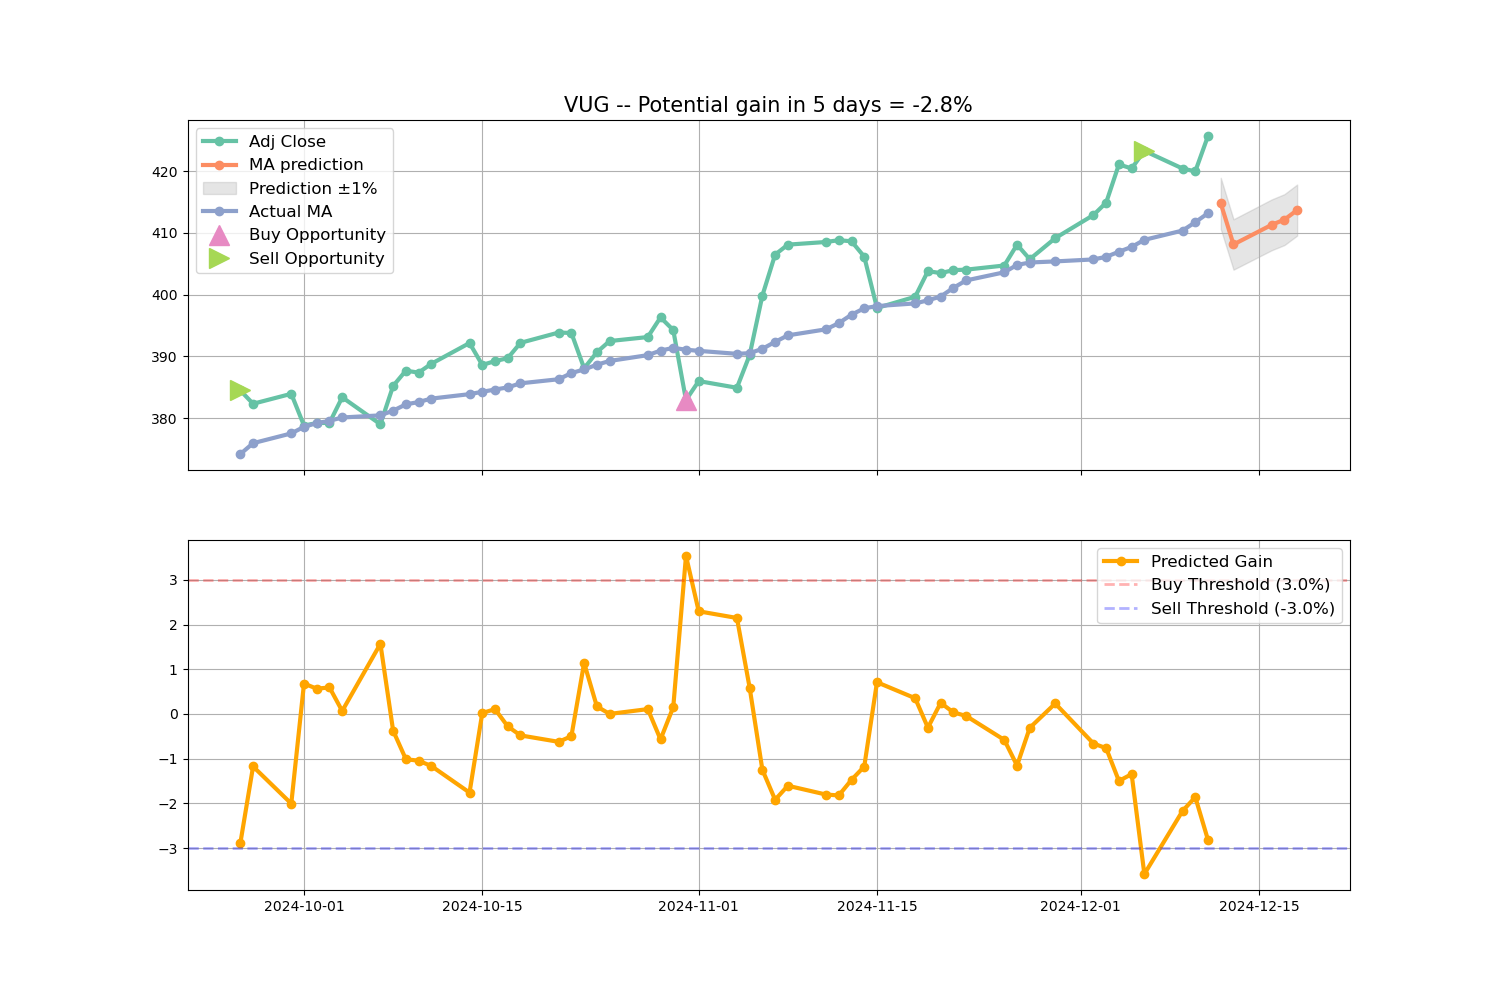 VUG -- Potential gain in 5 days = -2.8%
Adj Close
MA prediction
Prediction ±1%
Actual MA
Buy Opportunity
Sell Opportunity
420
410
400
390
380
Predicted Gain
Buy Threshold (3.0%)
Sell Threshold (-3.0%)
3
2
1
0
−1
−2
−3
2024-10-01 2024-10-15 2024-11-01 2024-11-15 2024-12-01 2024-12-15